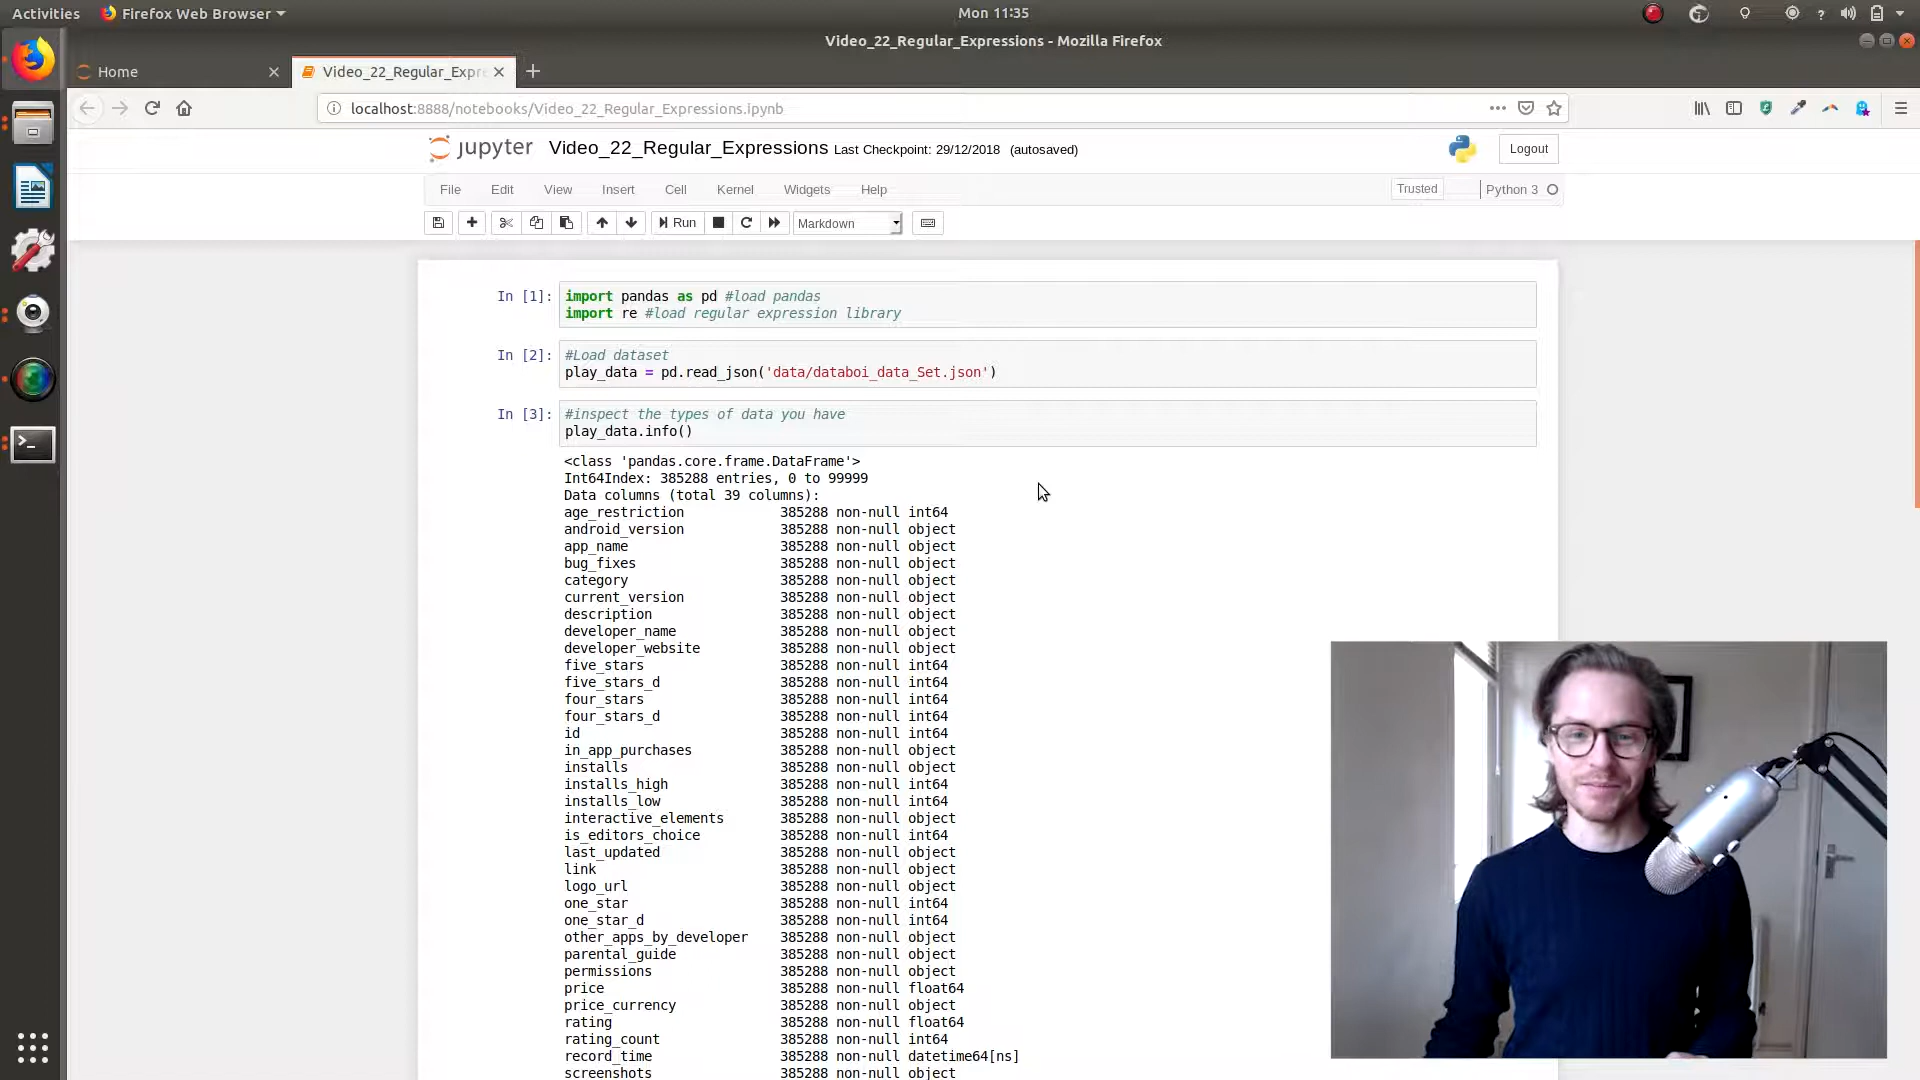 Activities Firefox Web Browser Mon 11:35
Video_22_Regular_Expressions - Mozilla Firefox
Home Video_22_Regular_Expr
localhost:8888/notebooks/Video_22_Regular_Expressions.ipynb
jupyter Video_22_Regular_Expressions Last Checkpoint: 29/12/2018 (autosaved) Logout
File Edit View Insert Cell Kernel Widgets Help Trusted Python 3
Run Markdown
In [1]: import pandas as pd #load pandas
import re #load regular expression library
In [2]: #Load dataset
play_data = pd.read_json('data/databoi_data_Set.json')
In [3]: #inspect the types of data you have
play_data.info()
<class 'pandas.core.frame.DataFrame'>
Int64Index: 385288 entries, 0 to 99999
Data columns (total 39 columns):
age_restriction 385288 non-null int64
android_version 385288 non-null object
app_name 385288 non-null object
bug_fixes 385288 non-null object
category 385288 non-null object
current_version 385288 non-null object
description 385288 non-null object
developer_name 385288 non-null object
developer_website 385288 non-null object
five_stars 385288 non-null int64
five_stars_d 385288 non-null int64
four_stars 385288 non-null int64
four_stars_d 385288 non-null int64
id 385288 non-null int64
in_app_purchases 385288 non-null object
installs 385288 non-null object
installs_high 385288 non-null int64
installs_low 385288 non-null int64
interactive_elements 385288 non-null object
is_editors_choice 385288 non-null int64
last_updated 385288 non-null object
link 385288 non-null object
logo_url 385288 non-null object
one_star 385288 non-null int64
one_star_d 385288 non-null int64
other_apps_by_developer 385288 non-null object
parental_guide 385288 non-null object
permissions 385288 non-null object
price 385288 non-null float64
price_currency 385288 non-null object
rating 385288 non-null float64
rating_count 385288 non-null int64
record_time 385288 non-null datetime64[ns]
screenshots 385288 non-null object